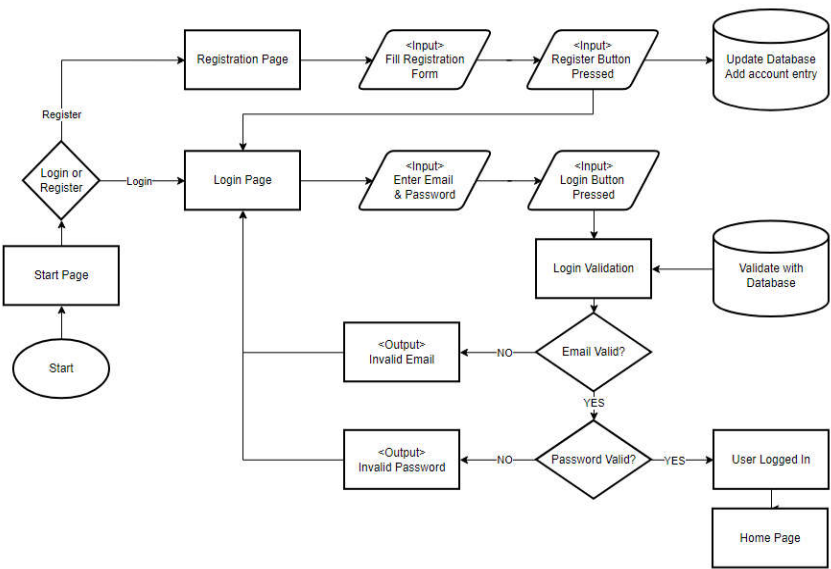 Registration Page
<Input>
Fill Registration
Form
<Input>
Register Button
Pressed
Update Database
Add account entry
Register
Login or
Register
Login
Login Page
<Input>
Enter Email
& Password
<Input>
Login Button
Pressed
Start Page
Login Validation
Validate with
Database
Start
<Output>
Invalid Email
NO
Email Valid?
YES
<Output>
Invalid Password
NO
Password Valid?
YES
User Logged In
Home Page